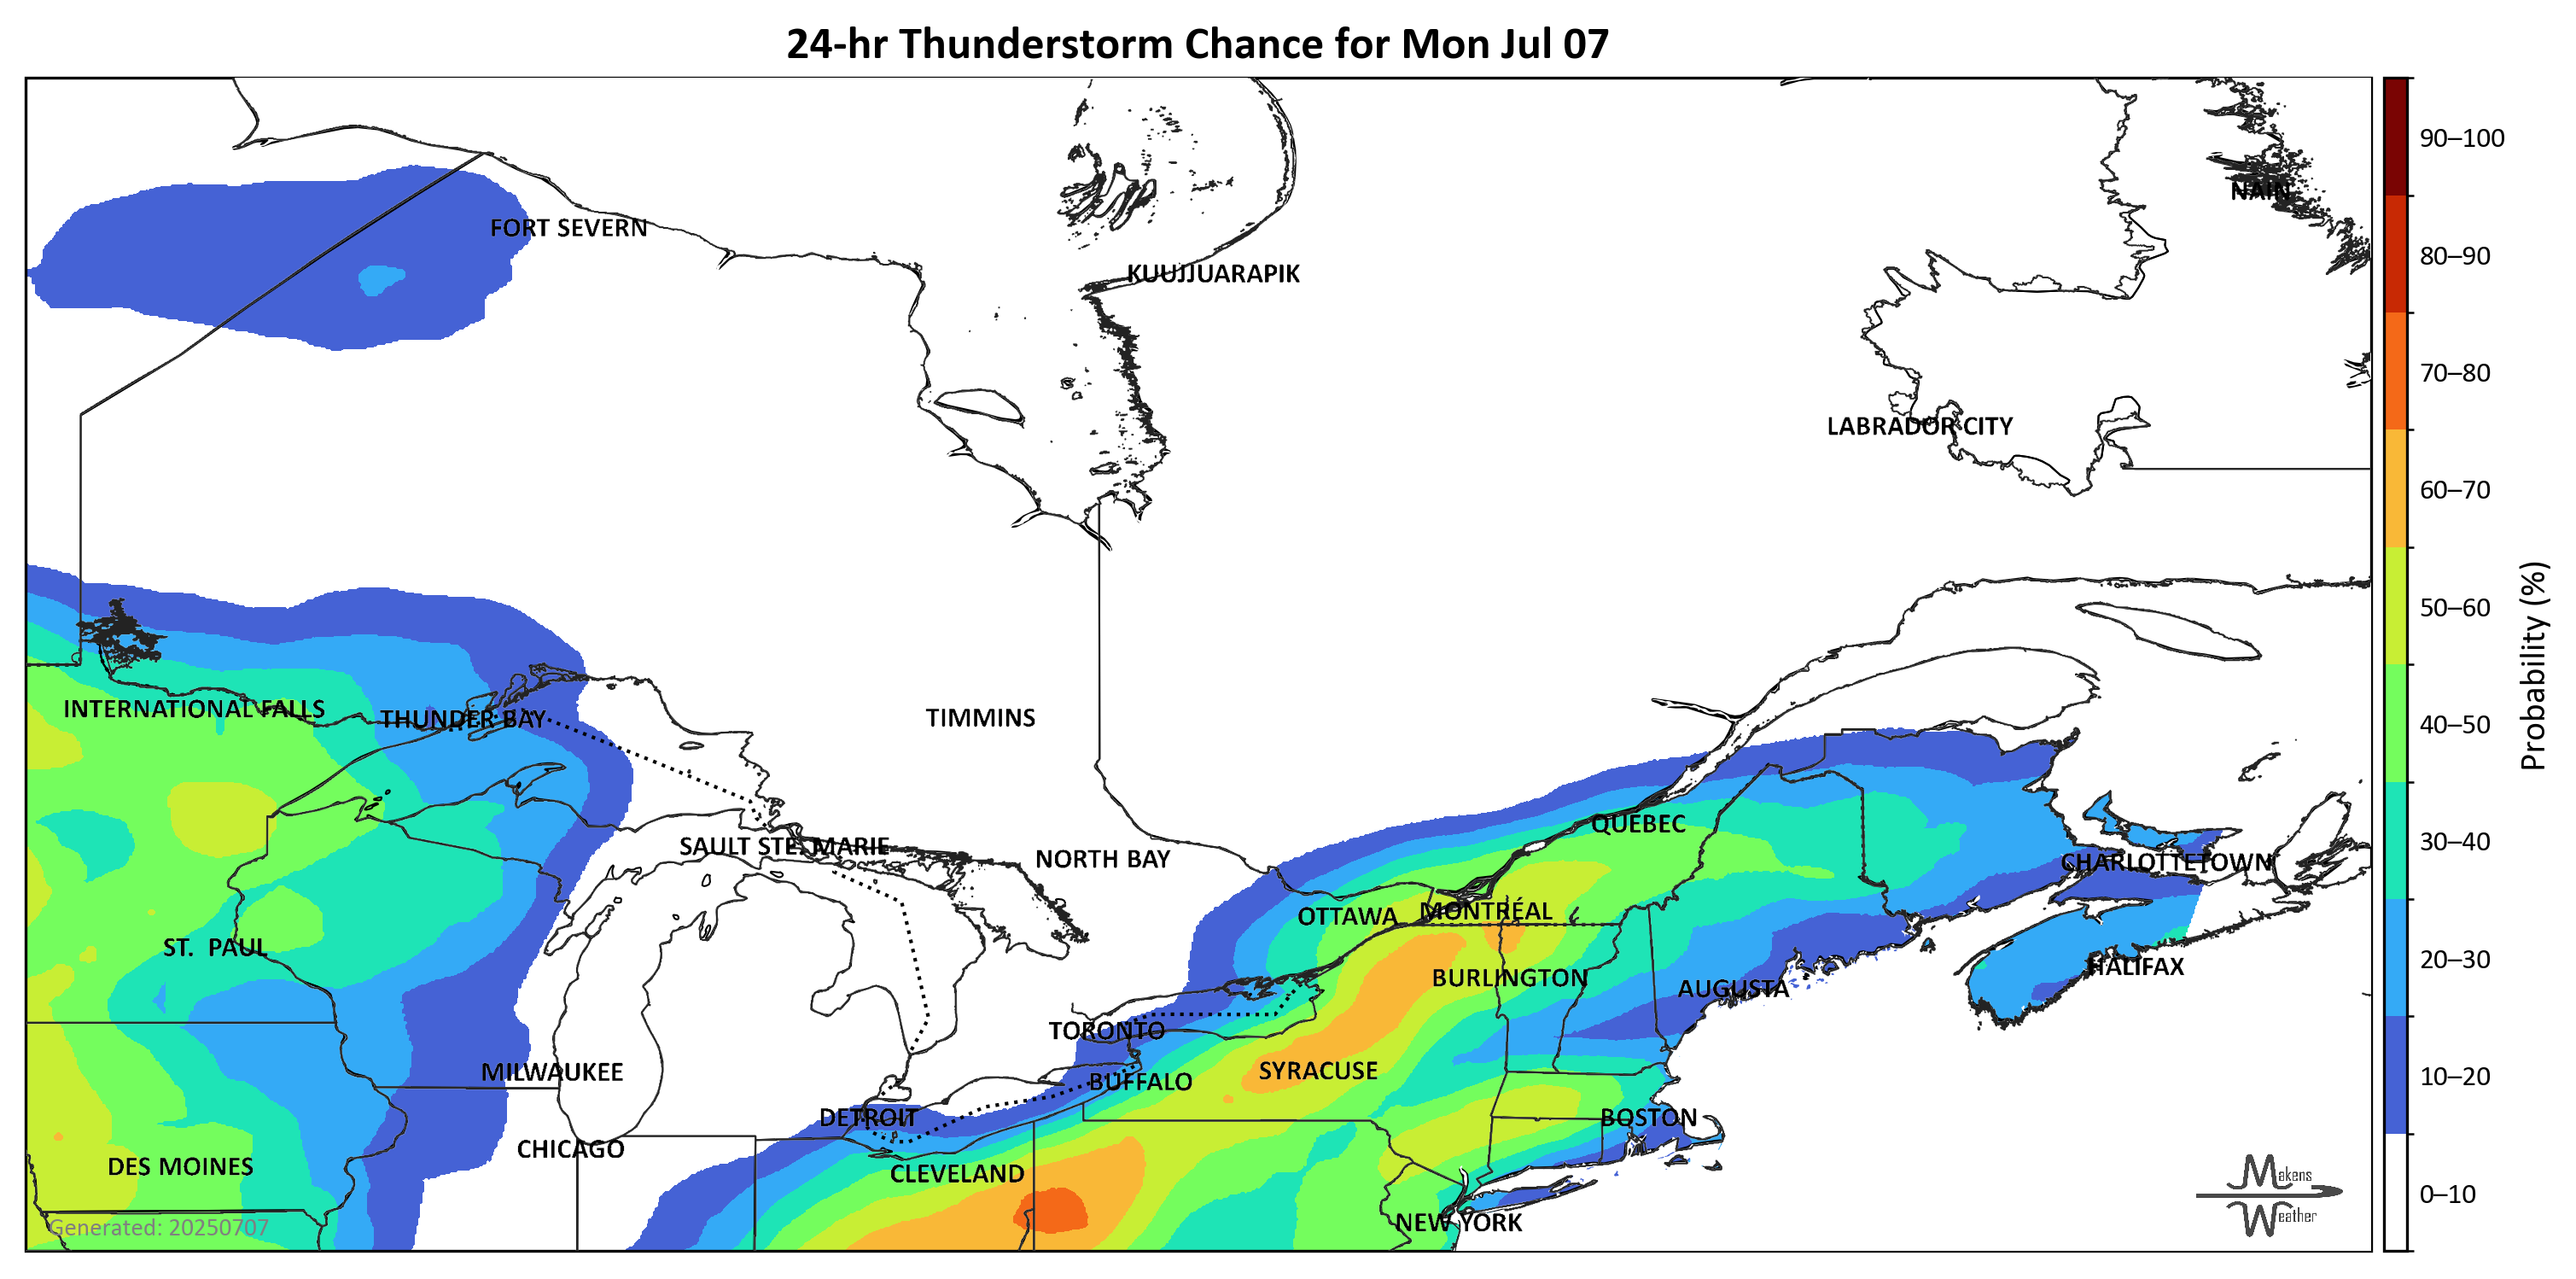 24-hr Thunderstorm Chance for Mon Jul 07
90–100
NAIN
FORT SEVERN
80–90
KUUJJUARAPIK
70–80
LABRADOR CITY
60–70
50–60
Probability (%)
INTERNATIONAL FALLS
THUNDER BAY
TIMMINS
40–50
QUEBEC
SAULT STE. MARIE
NORTH BAY
CHARLOTTETOWN
30–40
OTTAWA
MONTRÉAL
ST. PAUL
BURLINGTON
HALIFAX
20–30
AUGUSTA
TORONTO
MILWAUKEE
SYRACUSE
BUFFALO
10–20
DETROIT
BOSTON
CHICAGO
DES MOINES
CLEVELAND
Makens
Weather
0–10
Generated: 20250707
NEW YORK